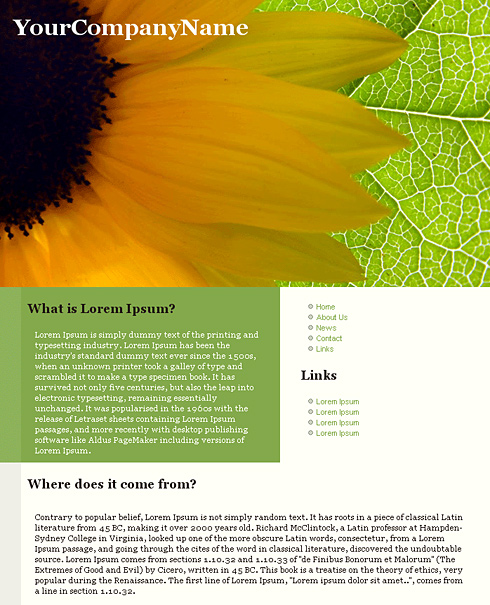 YourCompanyName
What is Lorem Ipsum?
Lorem Ipsum is simply dummy text of the printing and
typesetting industry. Lorem Ipsum has been the
industry's standard dummy text ever since the 1500s,
when an unknown printer took a galley of type and
scrambled it to make a type specimen book. It has
survived not only five centuries, but also the leap into
electronic typesetting, remaining essentially
unchanged. It was popularised in the 1960s with the
release of Letraset sheets containing Lorem Ipsum
passages, and more recently with desktop publishing
software like Aldus PageMaker including versions of
Lorem Ipsum.
Home
About Us
News
Contact
Links
Links
Lorem Ipsum
Lorem Ipsum
Lorem Ipsum
Lorem Ipsum
Where does it come from?
Contrary to popular belief, Lorem Ipsum is not simply random text. It has roots in a piece of classical Latin
literature from 45 BC, making it over 2000 years old. Richard McClintock, a Latin professor at Hampden-
Sydney College in Virginia, looked up one of the more obscure Latin words, consectetur, from a Lorem
Ipsum passage, and going through the cites of the word in classical literature, discovered the undoubtable
source. Lorem Ipsum comes from sections 1.10.32 and 1.10.33 of "de Finibus Bonorum et Malorum" (The
Extremes of Good and Evil) by Cicero, written in 45 BC. This book is a treatise on the theory of ethics, very
popular during the Renaissance. The first line of Lorem Ipsum, "Lorem ipsum dolor sit amet..", comes from
a line in section 1.10.32.